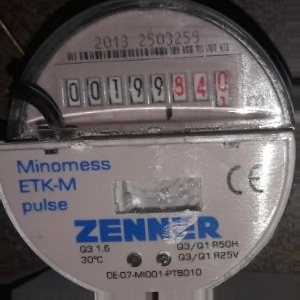 2013 2503259
00199840
m
Minomess
ETK-M
pulse
CE
ZENNER
Q3 1.6 Q3/Q1 R50H
30°C Q3/Q1 R25V
DE-07-MI001-PTB010